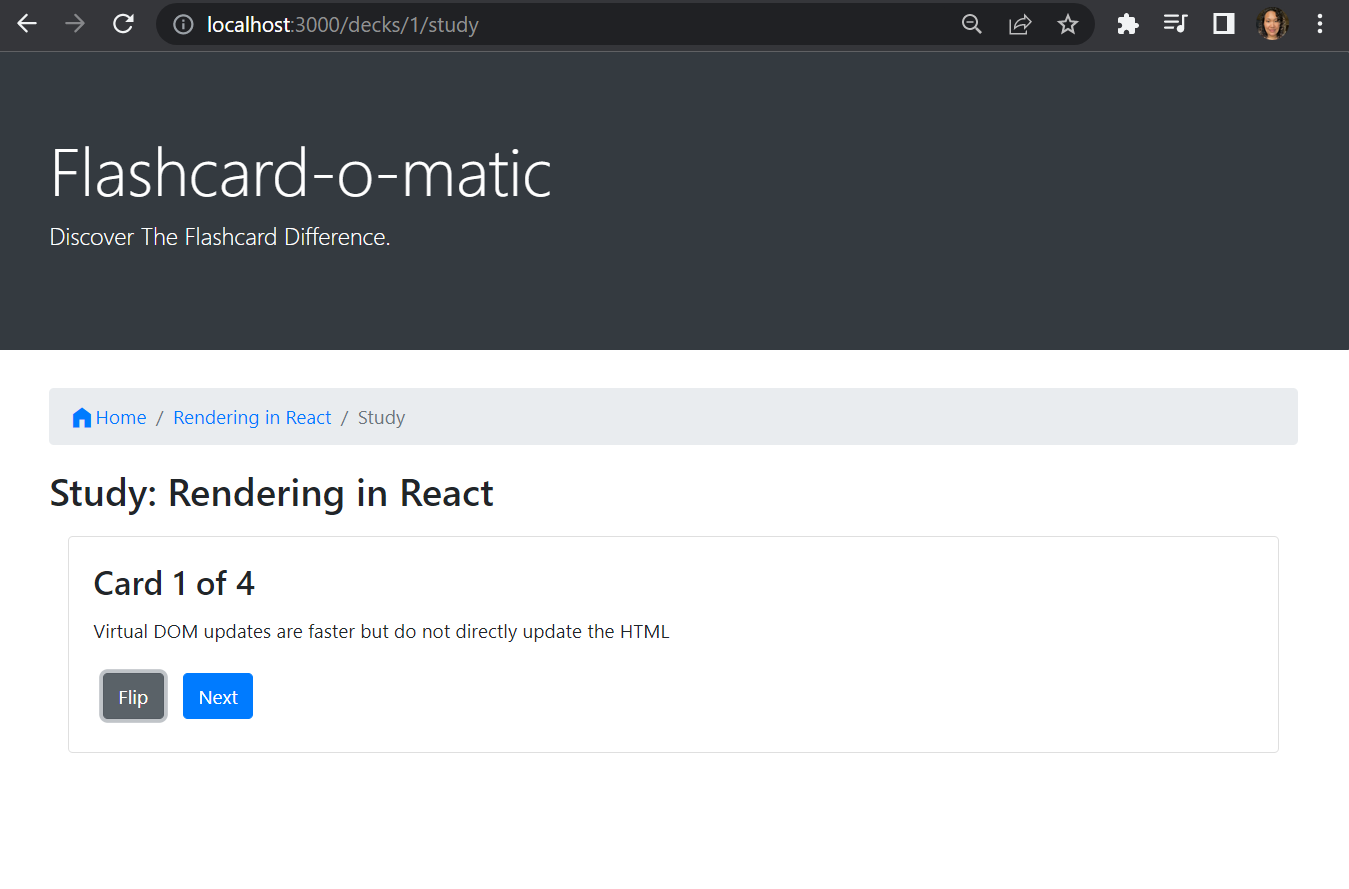 localhost:3000/decks/1/study
Flashcard-o-matic
Discover The Flashcard Difference.
Home / Rendering in React / Study
Study: Rendering in React
Card 1 of 4
Virtual DOM updates are faster but do not directly update the HTML
Flip Next